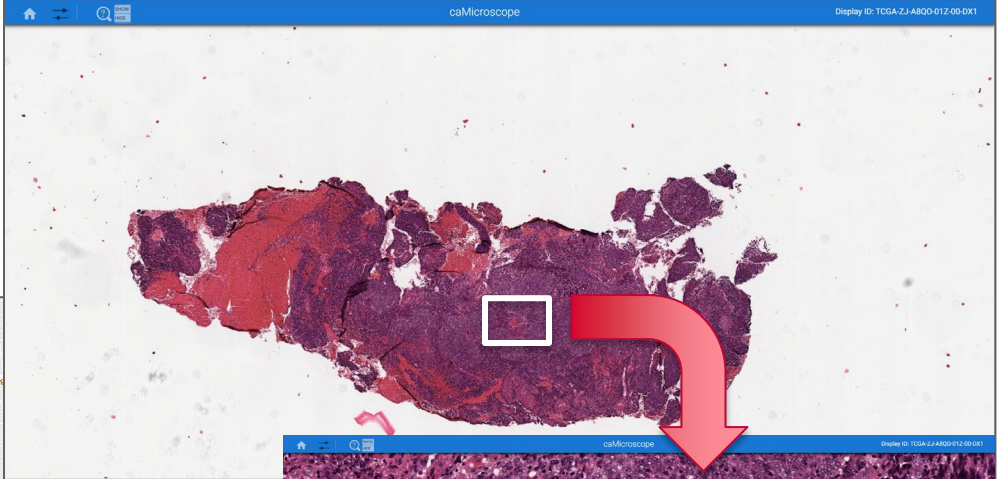 SHOW
HIDE
caMicroscope
Display ID: TCGA-ZJ-A8QO-01Z-00-DX1
caMicroscope
Display ID: TCGA-ZJ-A8QO-01Z-00-DX1